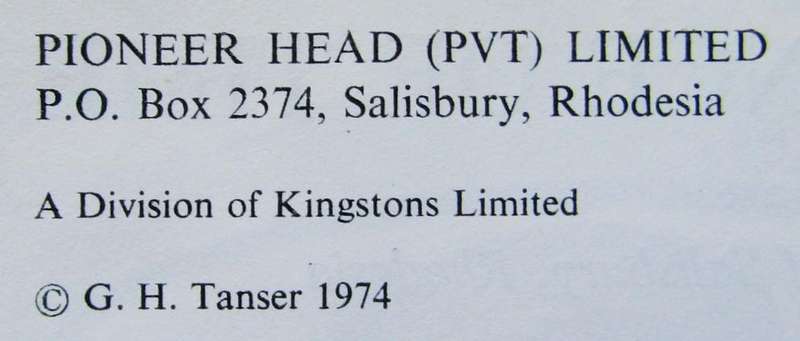 PIONEER HEAD (PVT) LIMITED
P.O. Box 2374, Salisbury, Rhodesia
A Division of Kingstons Limited
© G. H. Tanser 1974